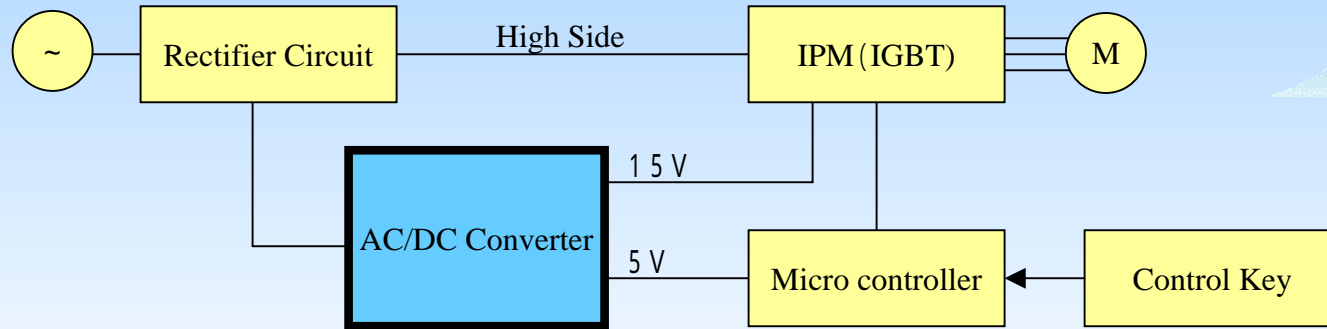 ~
Rectifier Circuit
High Side
IPM(IGBT)
M
15V
AC/DC Converter
5V
Micro controller
Control Key